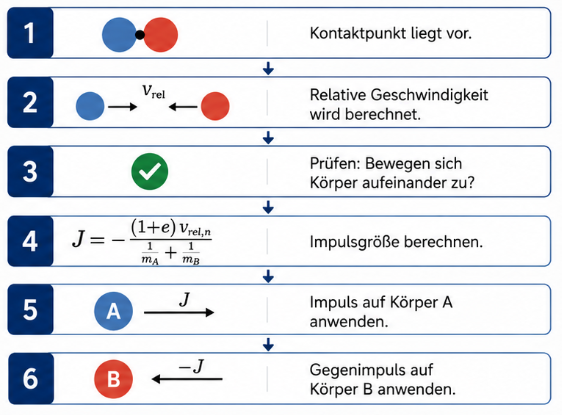 1
Kontaktpunkt liegt vor.
2
v_rel
Relative Geschwindigkeit
wird berechnet.
3
Prüfen: Bewegen sich
Körper aufeinander zu?
4
J = − (1+e) v_rel,n / (1/m_A + 1/m_B)
Impulsgröße berechnen.
5
A
J
Impuls auf Körper A
anwenden.
6
B
−J
Gegenimpuls auf
Körper B anwenden.